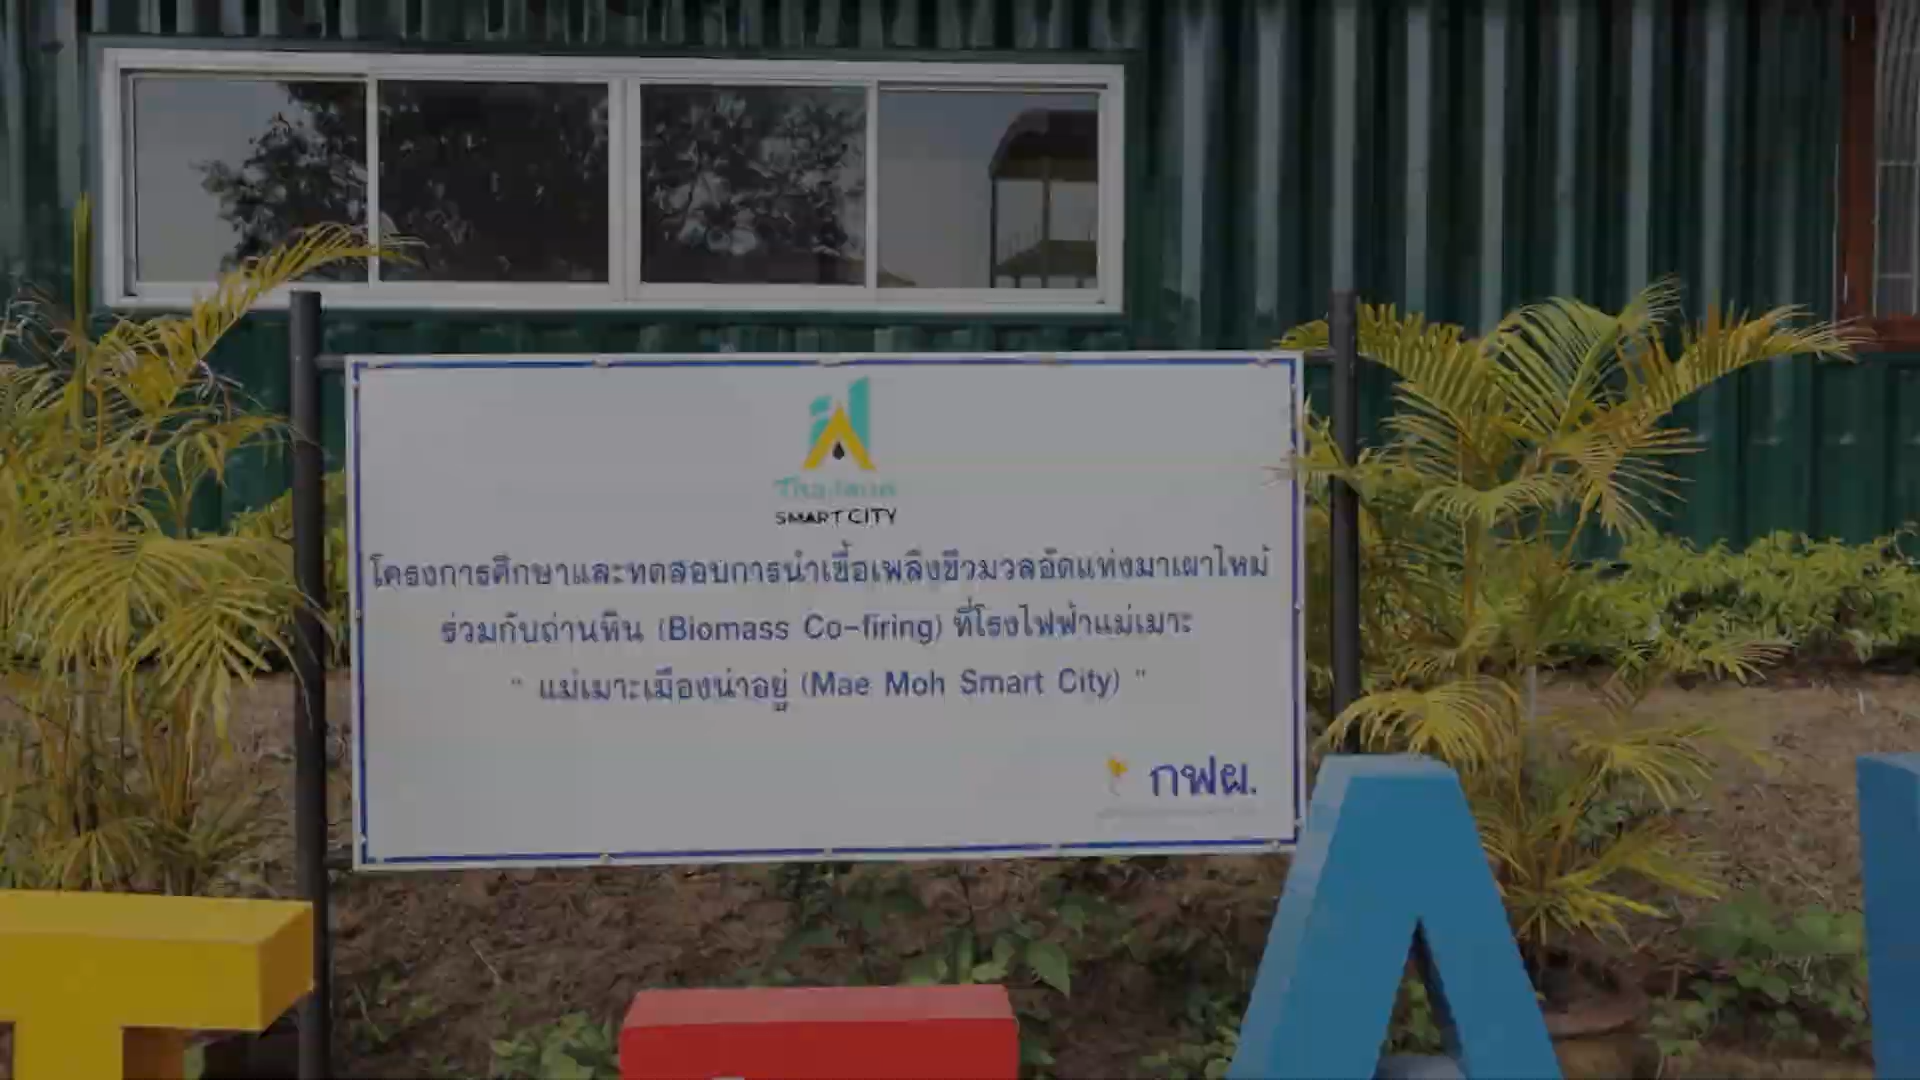 Thailand
SMART CITY
โครงการศึกษาและทดสอบการนำเชื้อเพลิงชีวมวลอัดแท่งมาเผาไหม้
ร่วมกับถ่านหิน (Biomass Co-firing) ที่โรงไฟฟ้าแม่เมาะ
" แม่เมาะเมืองน่าอยู่ (Mae Moh Smart City) "
กฟผ.
T
A